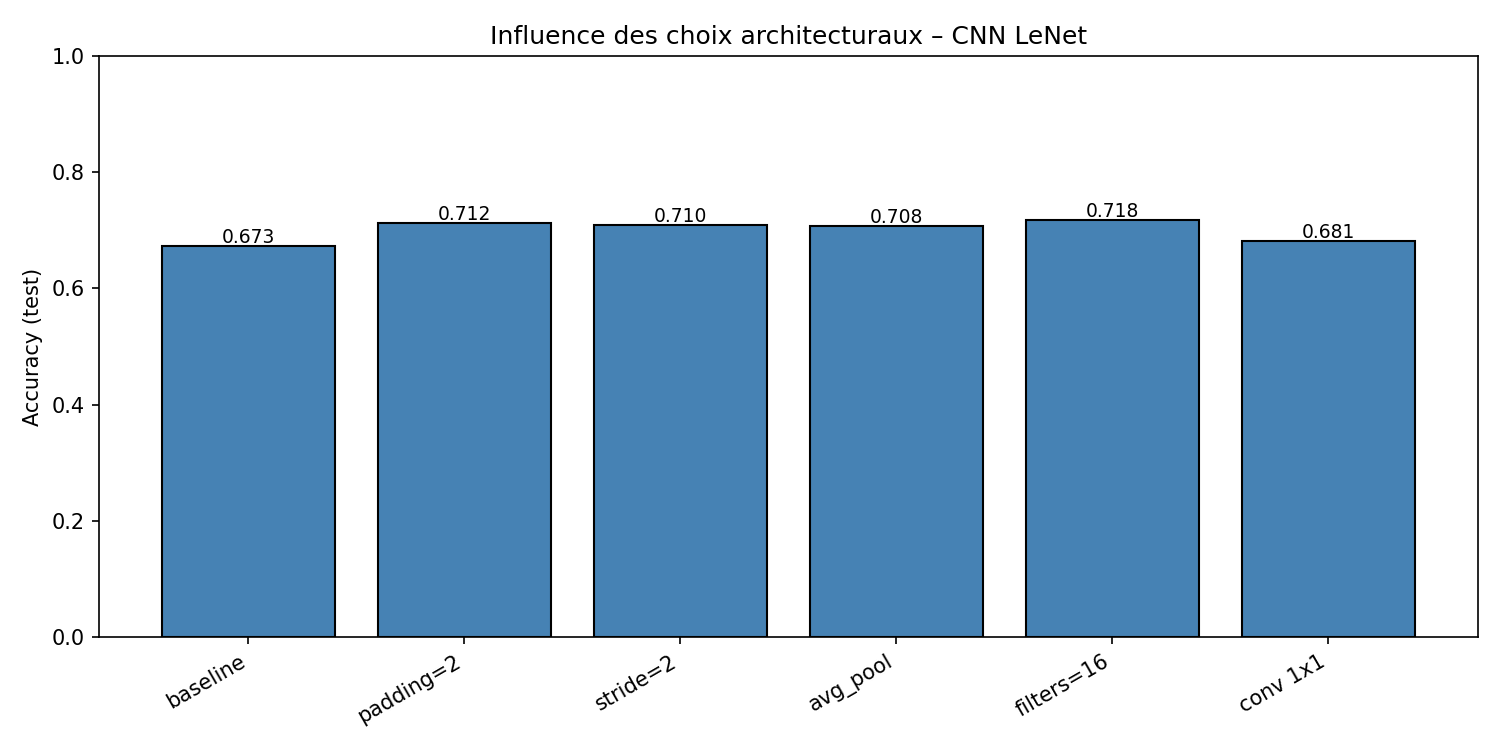 Influence des choix architecturaux – CNN LeNet
Accuracy (test)
1.0
0.8
0.6
0.4
0.2
0.0
0.673
0.712
0.710
0.708
0.718
0.681
baseline
padding=2
stride=2
avg_pool
filters=16
conv 1x1